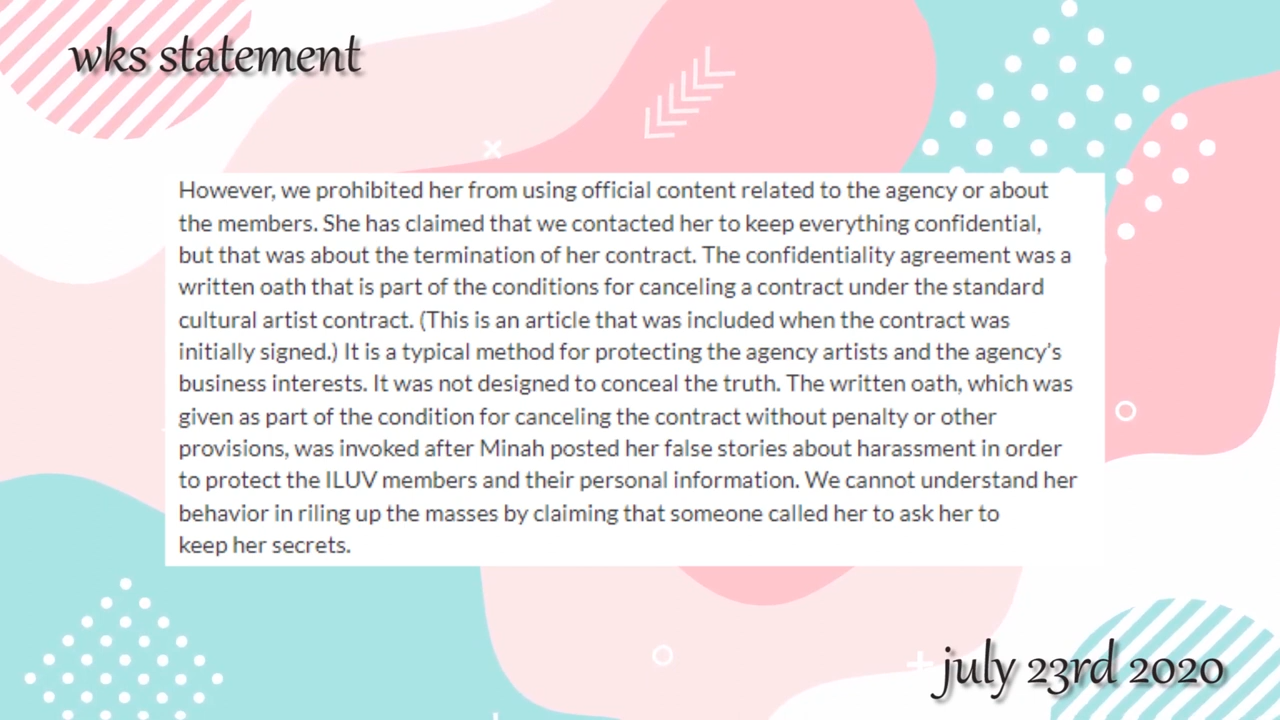 wks statement
However, we prohibited her from using official content related to the agency or about
the members. She has claimed that we contacted her to keep everything confidential,
but that was about the termination of her contract. The confidentiality agreement was a
written oath that is part of the conditions for canceling a contract under the standard
cultural artist contract. (This is an article that was included when the contract was
initially signed.) It is a typical method for protecting the agency artists and the agency’s
business interests. It was not designed to conceal the truth. The written oath, which was
given as part of the condition for canceling the contract without penalty or other
provisions, was invoked after Minah posted her false stories about harassment in order
to protect the ILUV members and their personal information. We cannot understand her
behavior in riling up the masses by claiming that someone called her to ask her to
keep her secrets.
july 23rd 2020